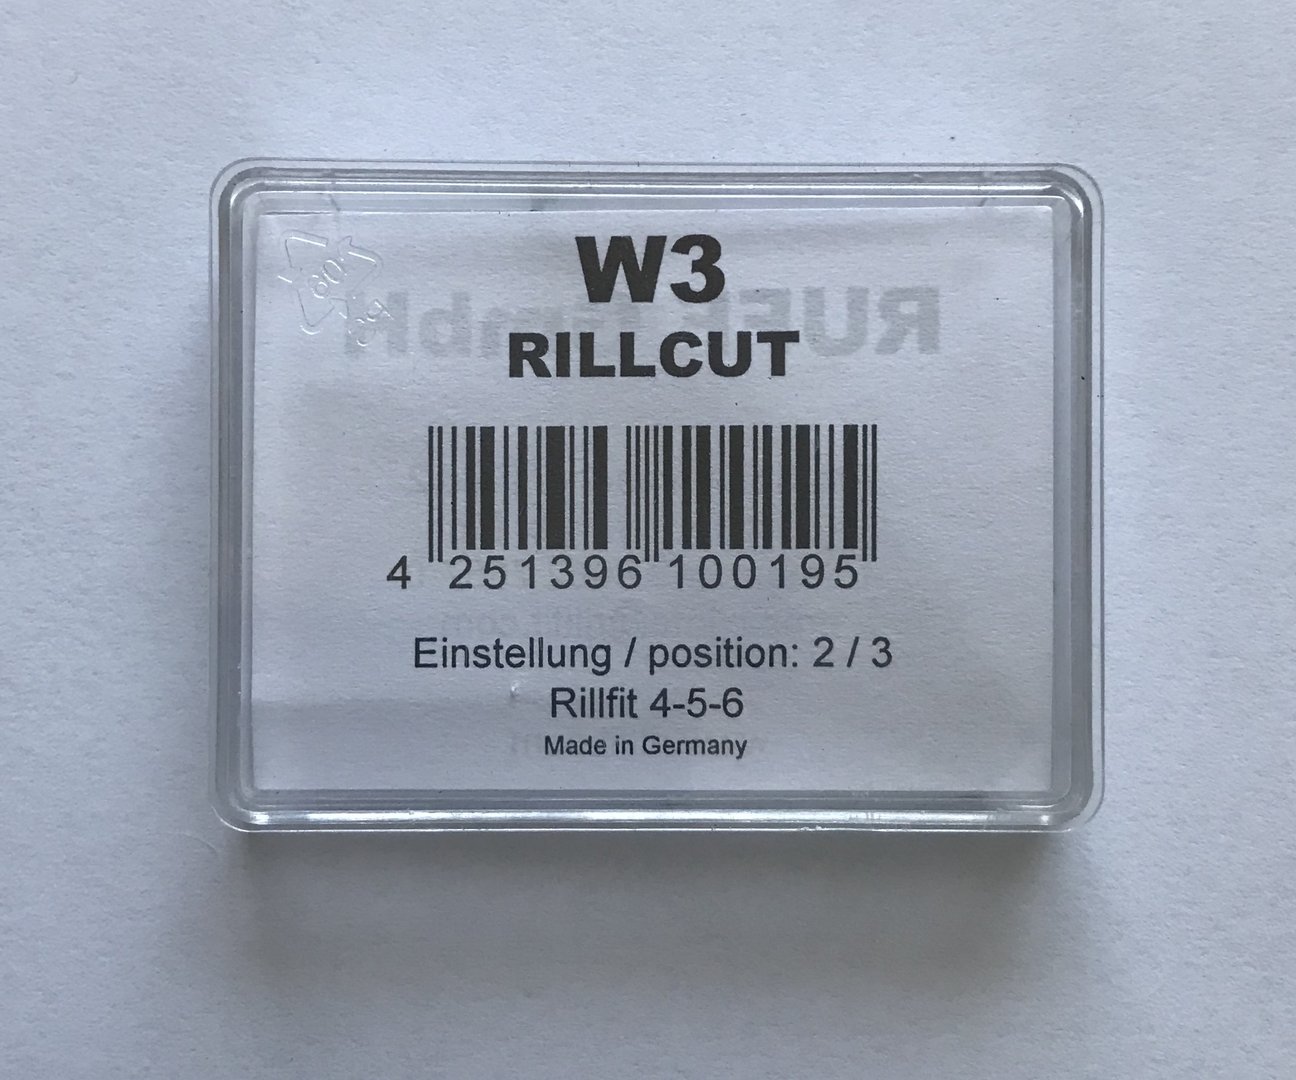 W3
RILLCUT
4 251396 100195
Einstellung / position: 2 / 3
Rillfit 4-5-6
Made in Germany